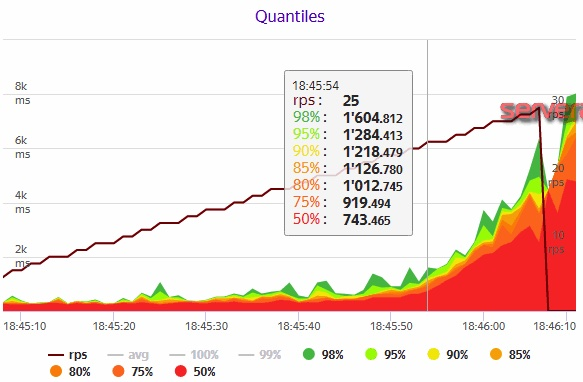 Quantiles
8k
ms
30
rps
6k
ms
20
rps
4k
ms
10
rps
2k
ms
18:45:54
rps : 25
98% : 1'604.812
95% : 1'284.413
90% : 1'218.479
85% : 1'126.780
80% : 1'012.745
75% : 919.494
50% : 743.465
18:45:10 18:45:20 18:45:30 18:45:40 18:45:50 18:46:00 18:46:10
rps avg 100% 99% 98% 95% 90% 85%
80% 75% 50%